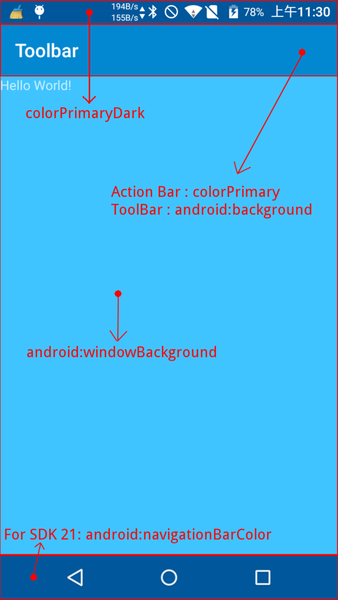 194B/s
155B/s
78% 上午11:30
Toolbar
Hello World!
colorPrimaryDark
Action Bar : colorPrimary
ToolBar : android:background
android:windowBackground
For SDK 21: android:navigationBarColor